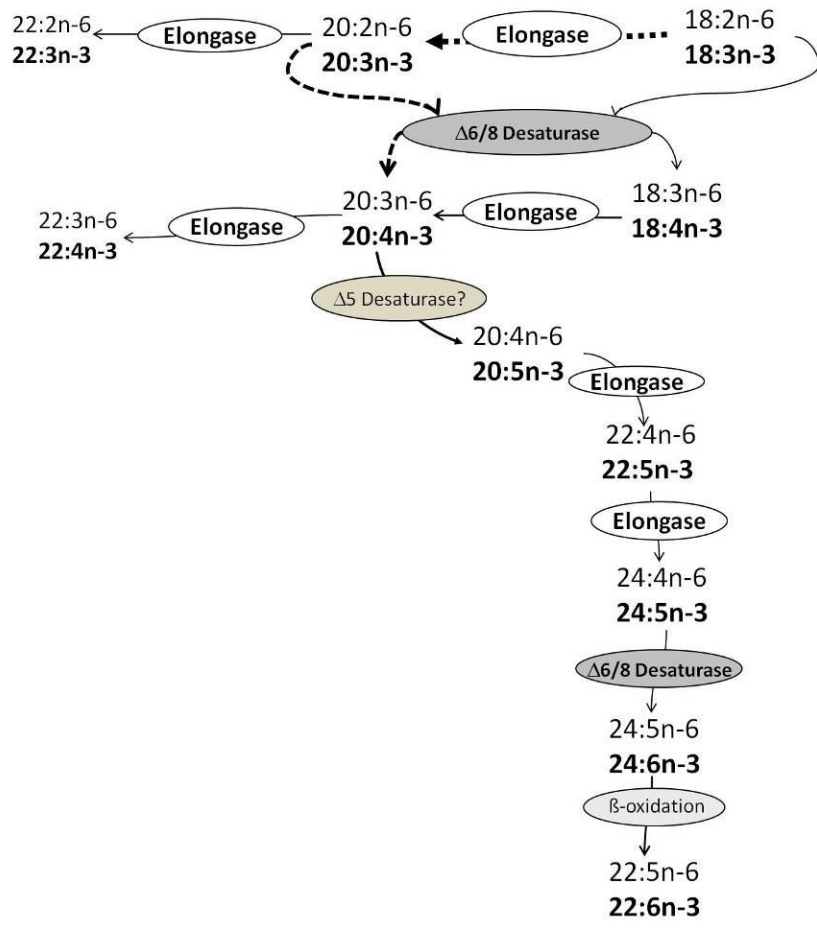 22:2n-6
22:3n-3
Elongase
20:2n-6
20:3n-3
Elongase
18:2n-6
18:3n-3
Δ6/8 Desaturase
22:3n-6
22:4n-3
Elongase
20:3n-6
20:4n-3
Elongase
18:3n-6
18:4n-3
Δ5 Desaturase?
20:4n-6
20:5n-3
Elongase
22:4n-6
22:5n-3
Elongase
24:4n-6
24:5n-3
Δ6/8 Desaturase
24:5n-6
24:6n-3
ß-oxidation
22:5n-6
22:6n-3